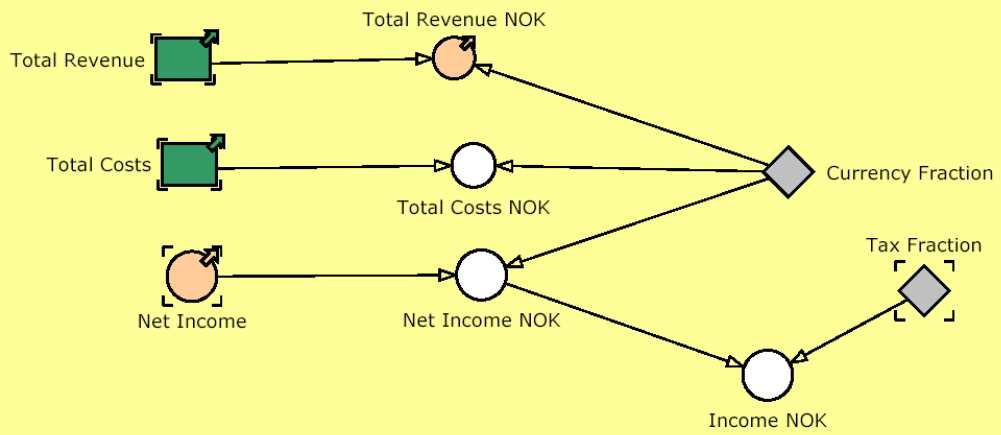 Total Revenue NOK
Total Revenue
Total Costs
Total Costs NOK
Currency Fraction
Tax Fraction
Net Income
Net Income NOK
Income NOK